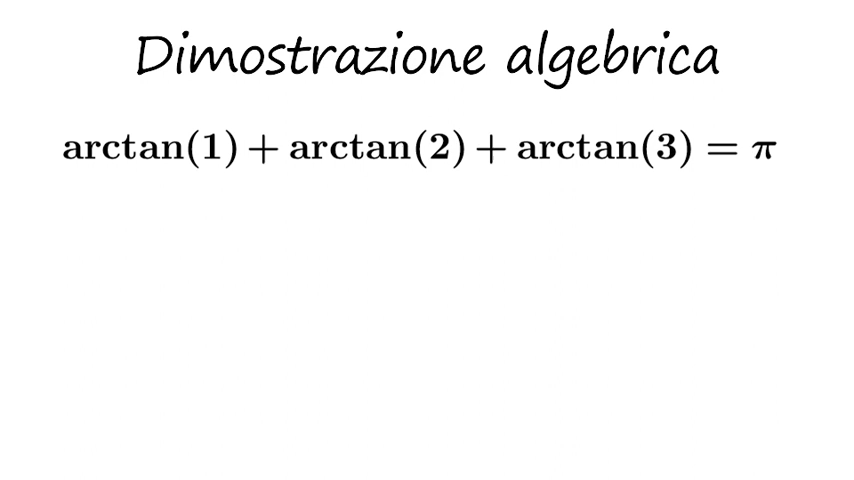 Dimostrazione algebrica
arctan(1) + arctan(2) + arctan(3) = π